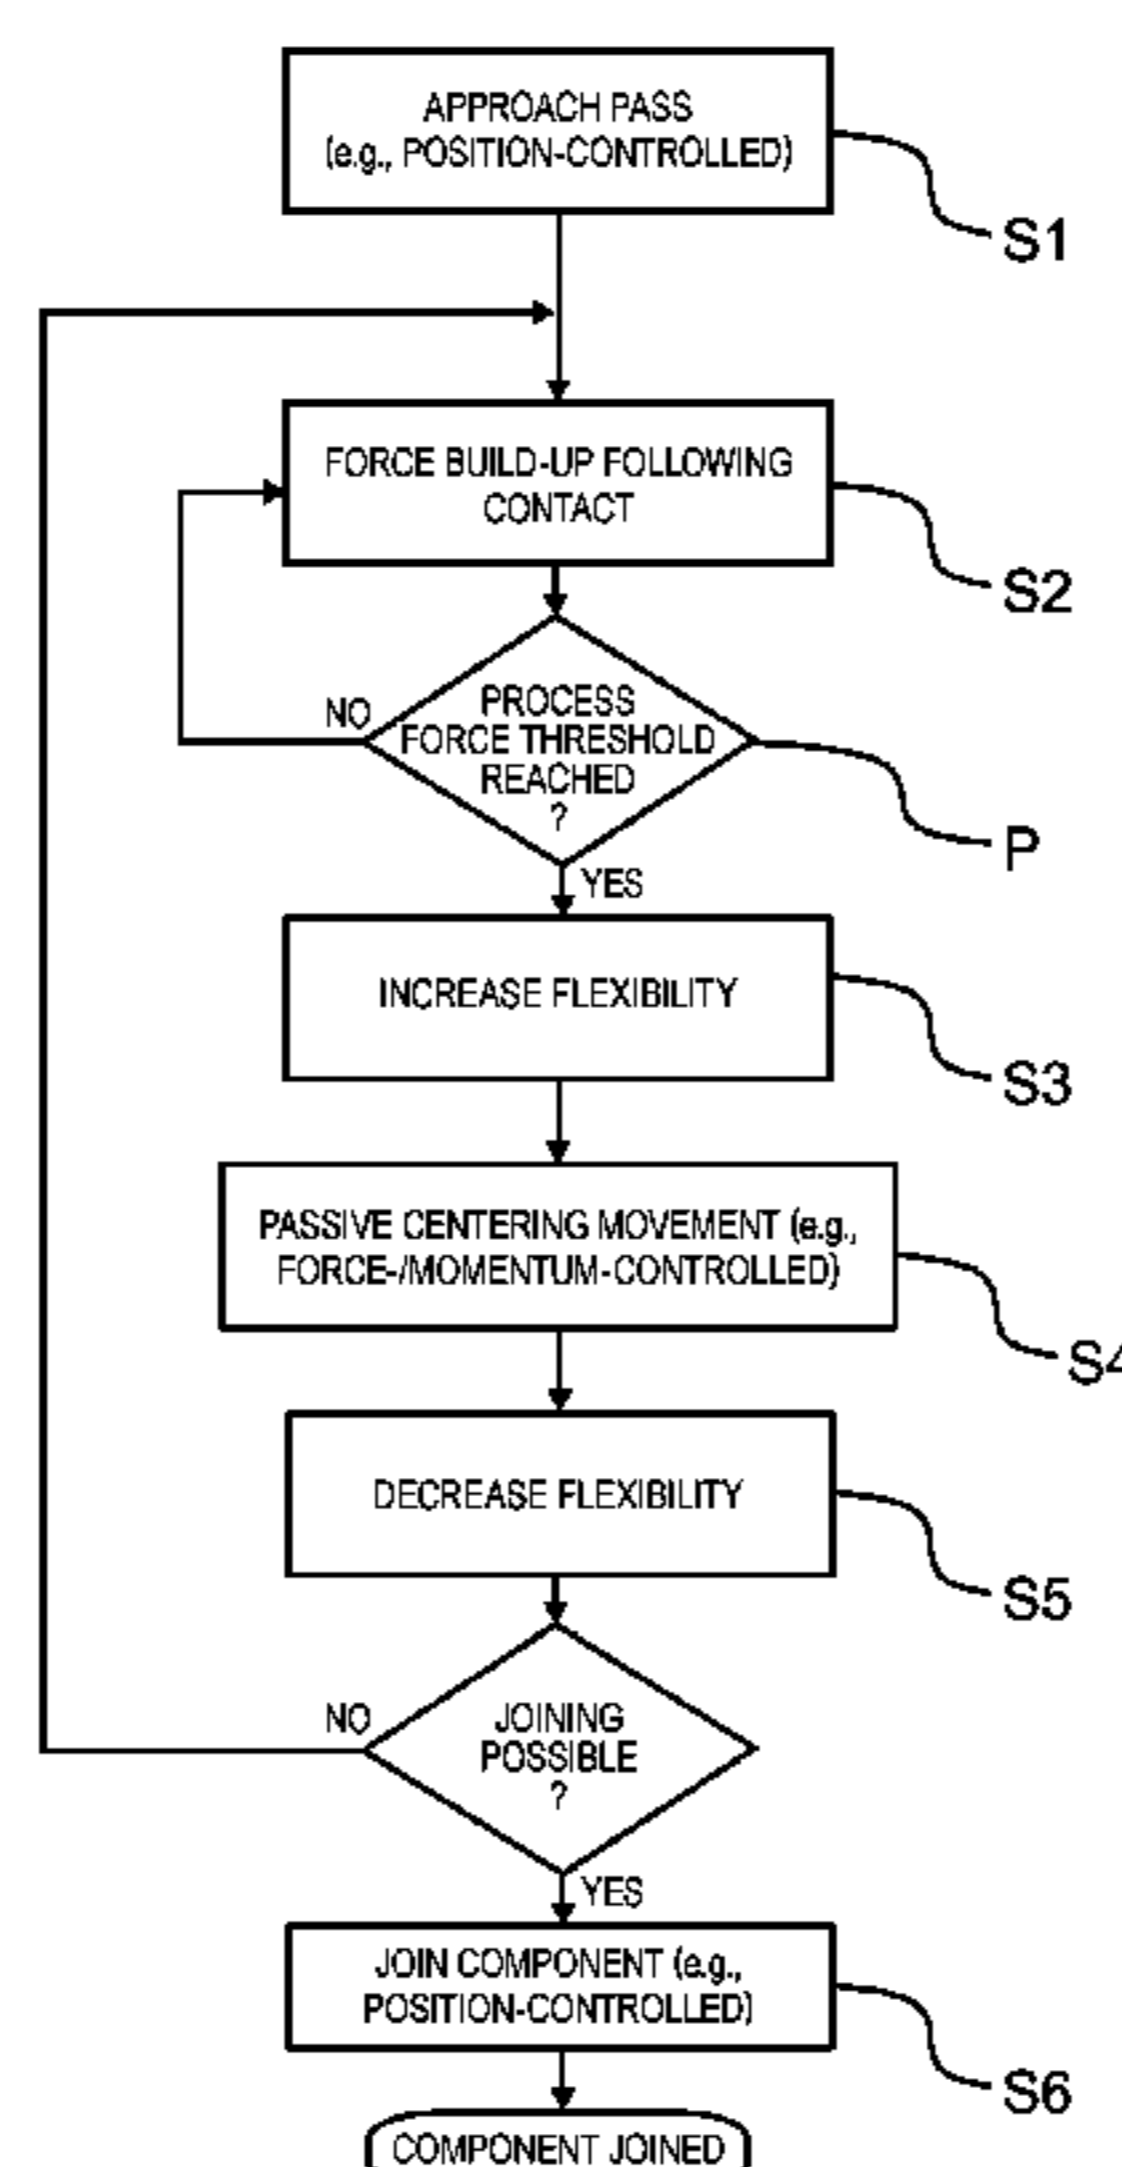 APPROACH PASS
(e.g., POSITION-CONTROLLED)
S1
FORCE BUILD-UP FOLLOWING
CONTACT
S2
NO
PROCESS
FORCE THRESHOLD
REACHED
?
P
YES
INCREASE FLEXIBILITY
S3
PASSIVE CENTERING MOVEMENT (e.g.,
FORCE-/MOMENTUM-CONTROLLED)
S4
DECREASE FLEXIBILITY
S5
NO
JOINING
POSSIBLE
?
YES
JOIN COMPONENT (e.g.,
POSITION-CONTROLLED)
S6
COMPONENT JOINED